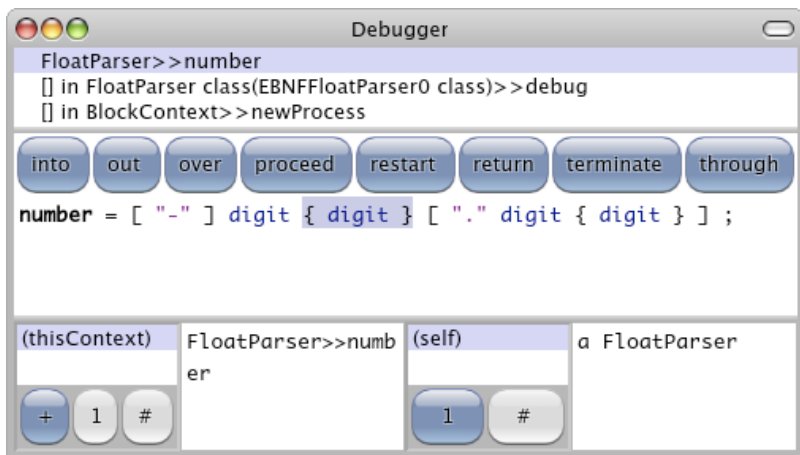 Debugger
FloatParser>>number
[] in FloatParser class(EBNFFloatParser0 class)>>debug
[] in BlockContext>>newProcess
into out over proceed restart return terminate through
number = [ "-" ] digit { digit } [ "." digit { digit } ] ;
(thisContext) FloatParser>>numb (self) a FloatParser
er
+ 1 # 1 #